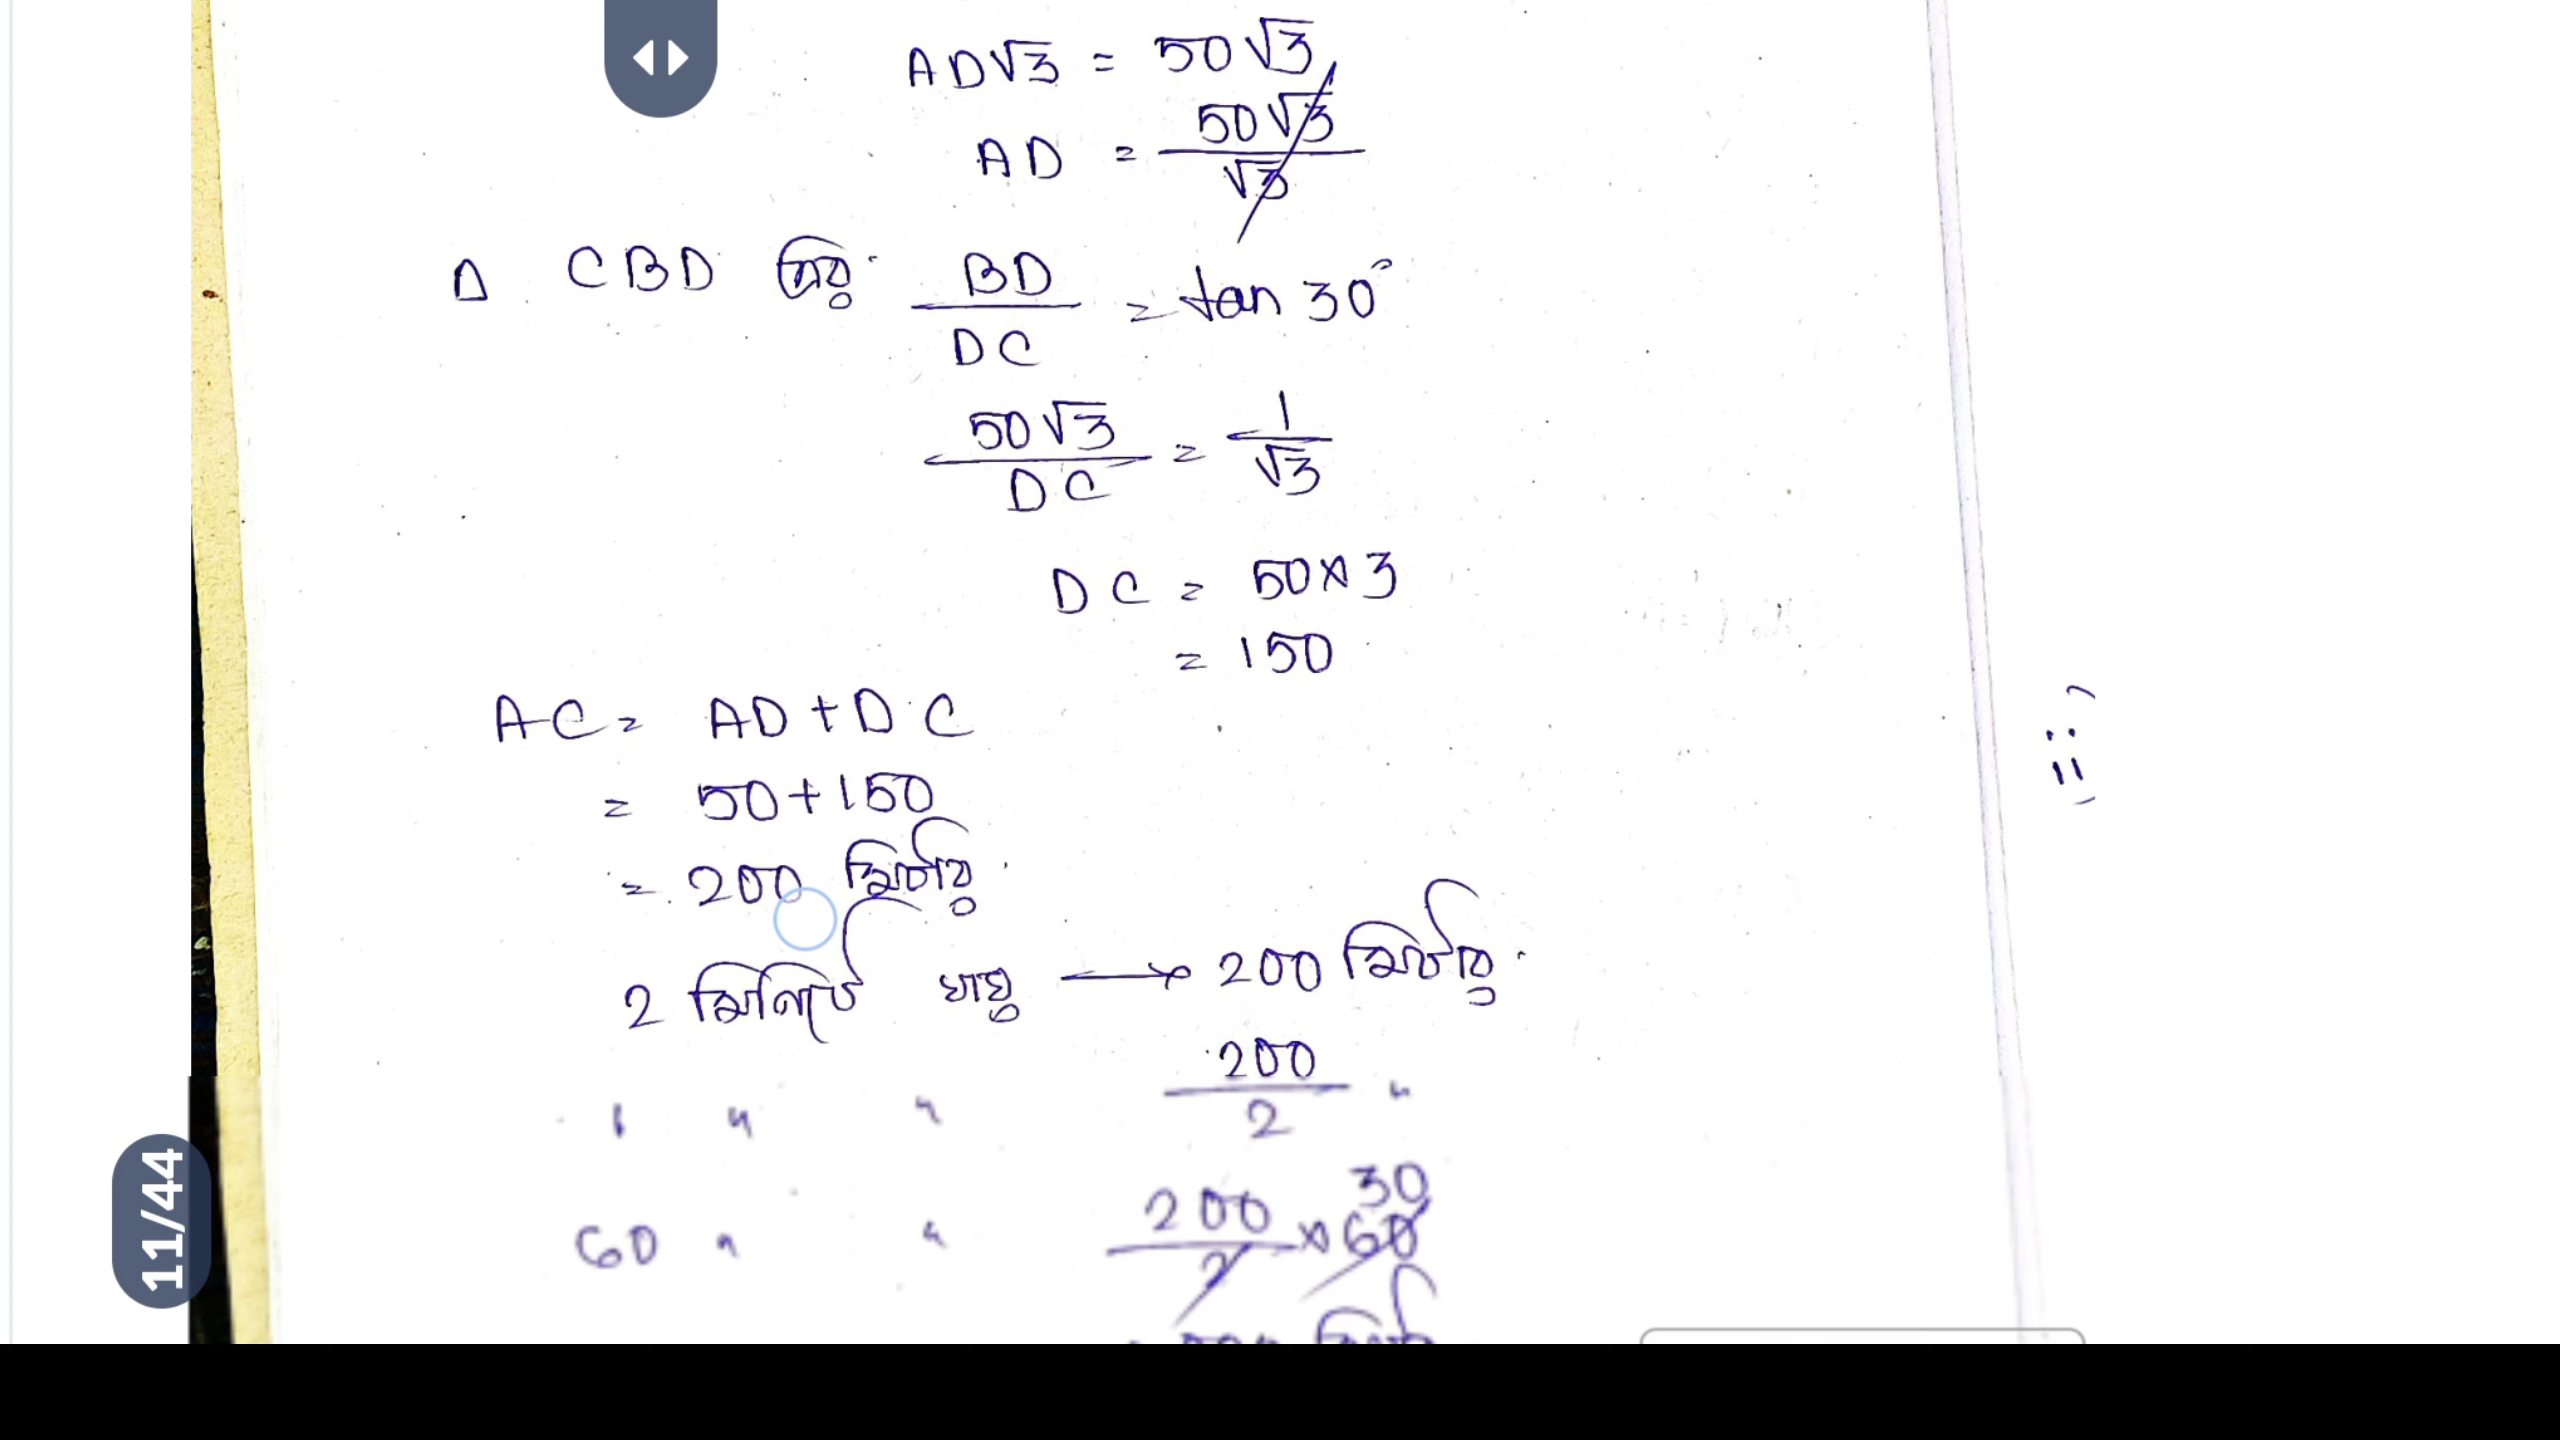 AD√3 = 50√3
AD = 50√3 / √3
Δ CBD এর BD / DC = tan 30°
50√3 / DC = 1 / √3
DC = 50×3
= 150
AC = AD + DC
= 50+150
= 200 মিটার
2 মিনিটে যায় → 200 মিটার
1 " " 200 / 2 "
60 " " 200 / 2 × 60 30
11/44